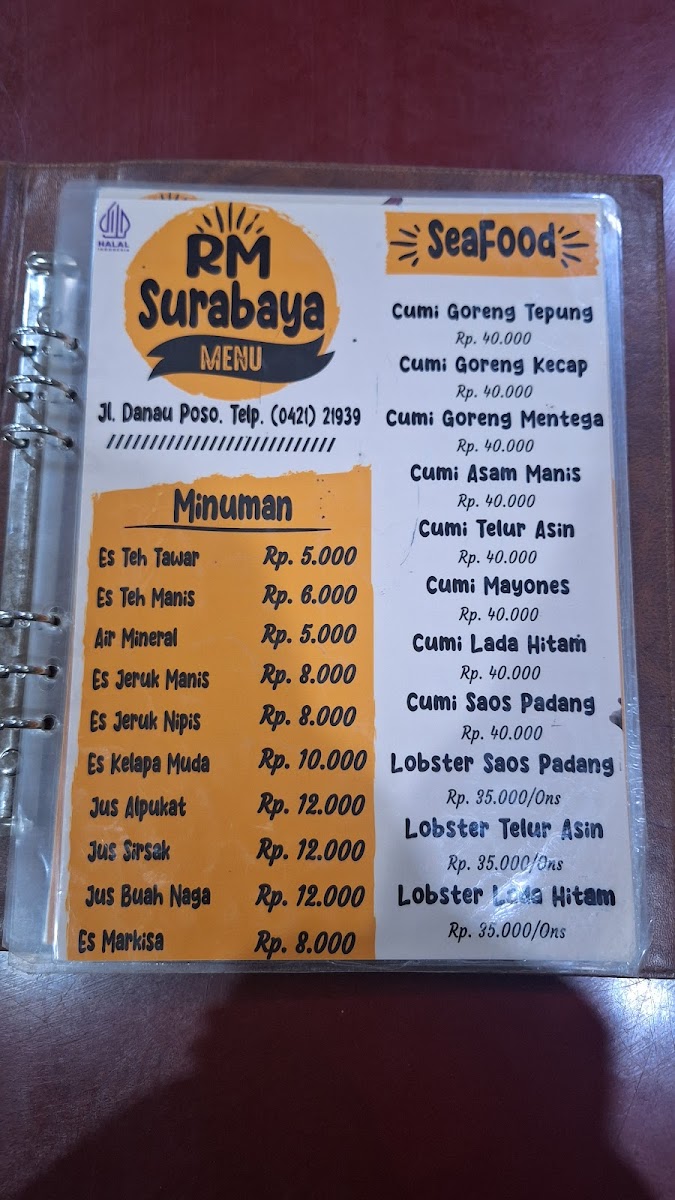 HALAL
INDONESIA
RM
Surabaya
MENU
Jl. Danau Poso. Telp. (0421) 21939
Minuman
Es Teh Tawar Rp. 5.000
Es Teh Manis Rp. 6.000
Air Mineral Rp. 5.000
Es Jeruk Manis Rp. 8.000
Es Jeruk Nipis Rp. 8.000
Es Kelapa Muda Rp. 10.000
Jus Alpukat Rp. 12.000
Jus Sirsak Rp. 12.000
Jus Buah Naga Rp. 12.000
Es Markisa Rp. 8.000
SeaFood
Cumi Goreng Tepung
Rp. 40.000
Cumi Goreng Kecap
Rp. 40.000
Cumi Goreng Mentega
Rp. 40.000
Cumi Asam Manis
Rp. 40.000
Cumi Telur Asin
Rp. 40.000
Cumi Mayones
Rp. 40.000
Cumi Lada Hitam
Rp. 40.000
Cumi Saos Padang
Rp. 40.000
Lobster Saos Padang
Rp. 35.000/Ons
Lobster Telur Asin
Rp. 35.000/Ons
Lobster Lada Hitam
Rp. 35.000/Ons